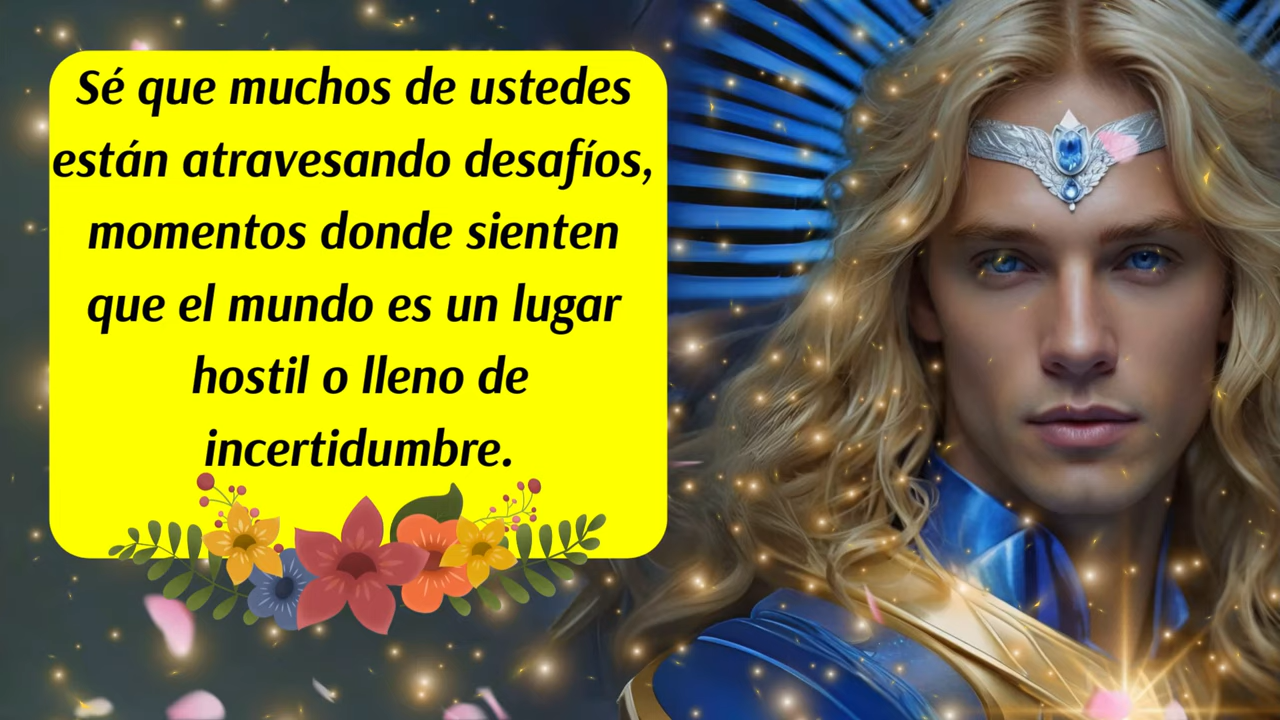 Sé que muchos de ustedes
están atravesando desafíos,
momentos donde sienten
que el mundo es un lugar
hostil o lleno de
incertidumbre.